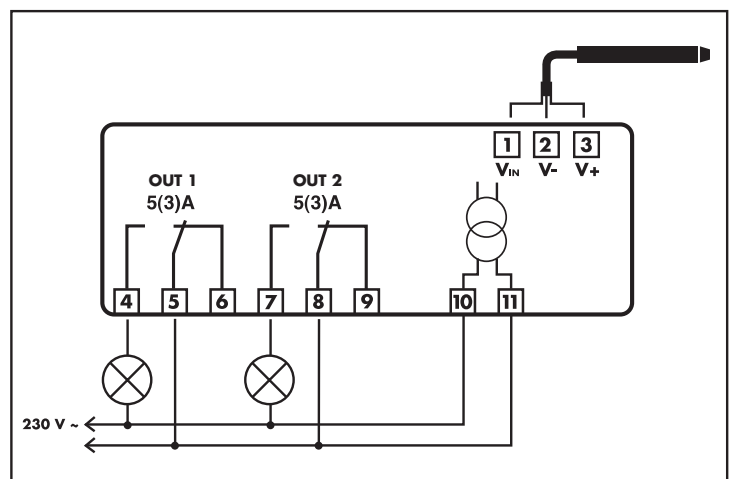 1 2 3
VIN V- V+
OUT 1 OUT 2
5(3)A 5(3)A
4 5 6 7 8 9 10 11
230 V ~